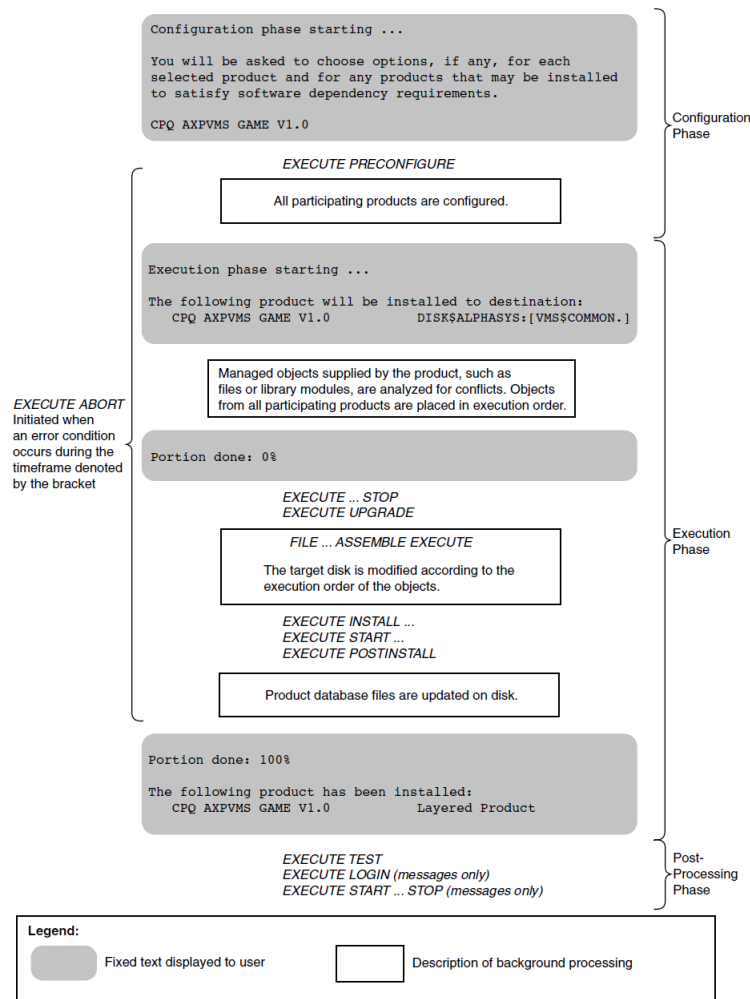 Configuration phase starting ...
You will be asked to choose options, if any, for each
selected product and for any products that may be installed
to satisfy software dependency requirements.
CPQ AXPVMS GAME V1.0
Configuration
Phase
EXECUTE PRECONFIGURE
All participating products are configured.
Execution phase starting ...
The following product will be installed to destination:
CPQ AXPVMS GAME V1.0 DISK$ALPHASYS:[VMS$COMMON.]
Managed objects supplied by the product, such as
files or library modules, are analyzed for conflicts. Objects
from all participating products are placed in execution order.
EXECUTE ABORT
Initiated when
an error condition
occurs during the
timeframe denoted
by the bracket
Portion done: 0%
EXECUTE ... STOP
EXECUTE UPGRADE
FILE ... ASSEMBLE EXECUTE
The target disk is modified according to the
execution order of the objects.
Execution
Phase
EXECUTE INSTALL ...
EXECUTE START ...
EXECUTE POSTINSTALL
Product database files are updated on disk.
Portion done: 100%
The following product has been installed:
CPQ AXPVMS GAME V1.0 Layered Product
EXECUTE TEST
EXECUTE LOGIN (messages only)
EXECUTE START ... STOP (messages only)
Post-
Processing
Phase
Legend:
Fixed text displayed to user
Description of background processing